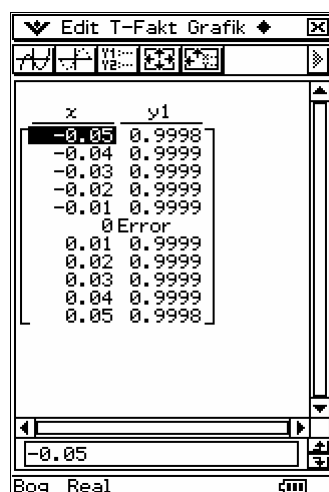 Edit T-Fakt Grafik
Y1:
Y2:
x y1
-0.05 0.9998
-0.04 0.9999
-0.03 0.9999
-0.02 0.9999
-0.01 0.9999
0 Error
0.01 0.9999
0.02 0.9999
0.03 0.9999
0.04 0.9999
0.05 0.9998
-0.05
Bog Real